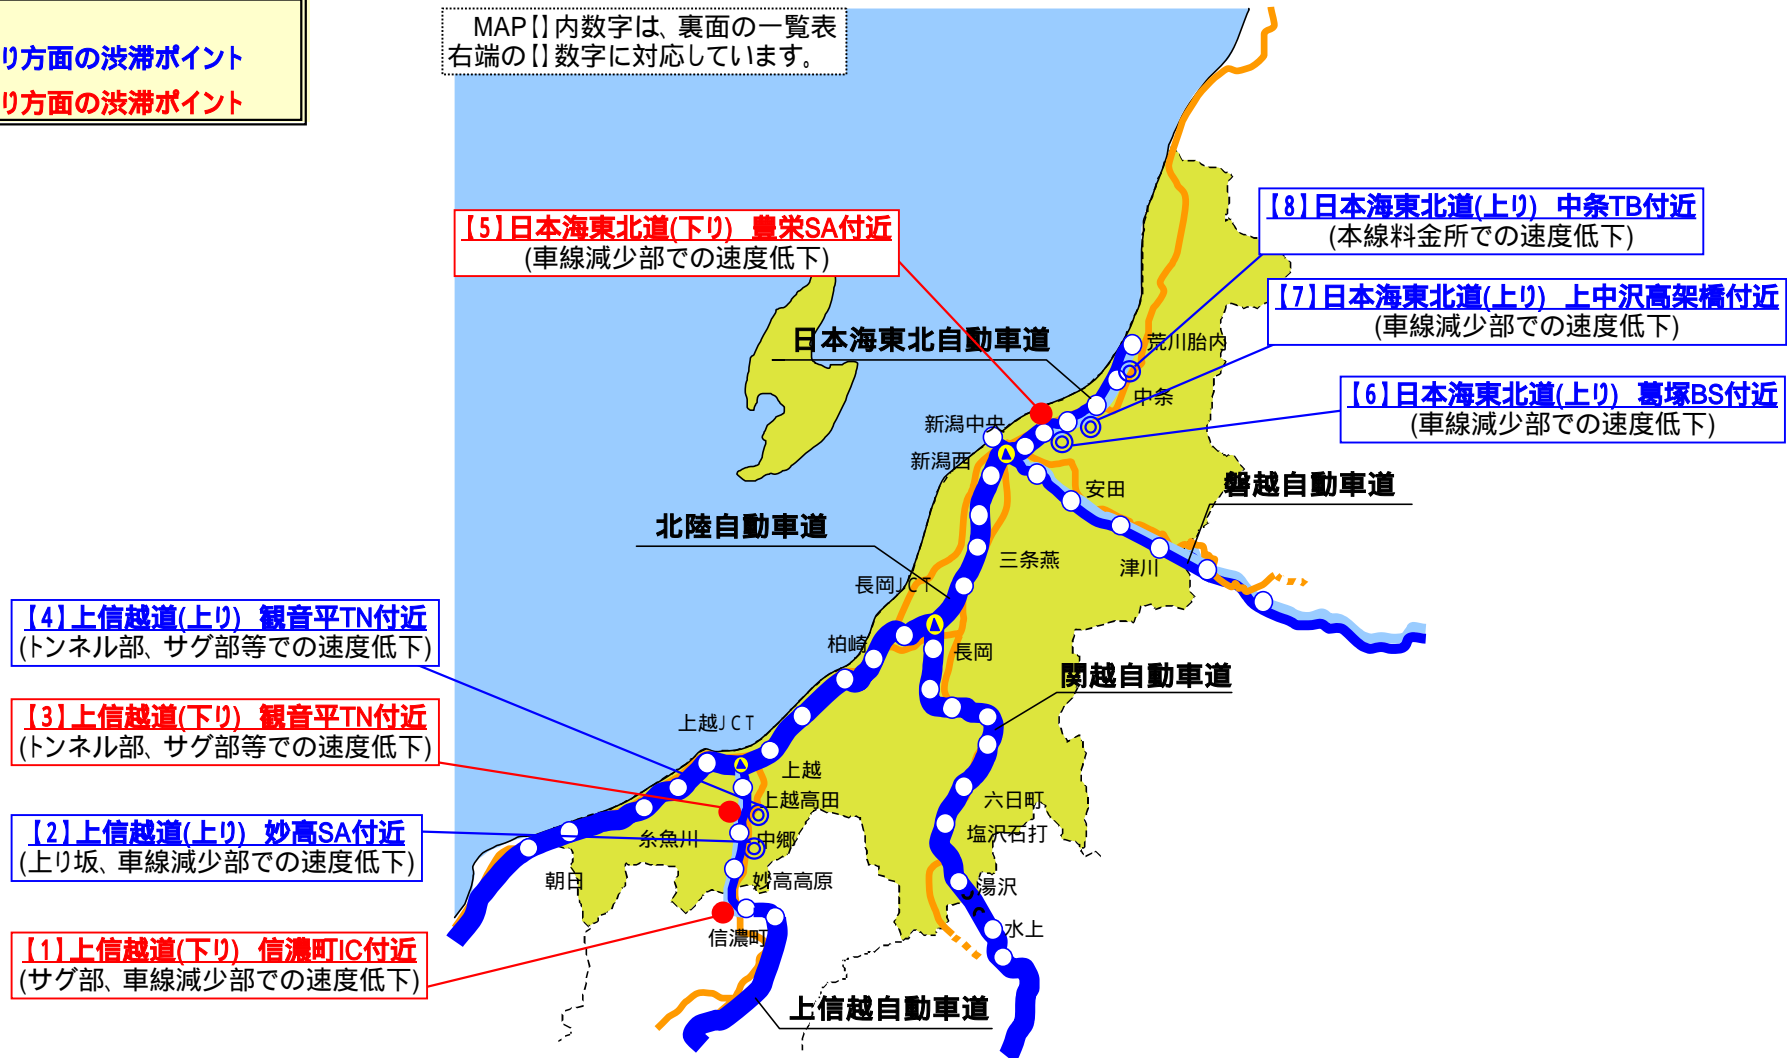 り方面の渋滞ポイント
り方面の渋滞ポイント
MAP【】内数字は、裏面の一覧表
右端の【】数字に対応しています。
【5】日本海東北道(下り) 豊栄SA付近
(車線減少部での速度低下)
【8】日本海東北道(上り) 中条TB付近
(本線料金所での速度低下)
【7】日本海東北道(上り) 上中沢高架橋付近
(車線減少部での速度低下)
【6】日本海東北道(上り) 葛塚BS付近
(車線減少部での速度低下)
日本海東北自動車道
荒川胎内
中条
新潟中央
新潟西
安田
磐越自動車道
北陸自動車道
三条燕
津川
長岡JCT
【4】上信越道(上り) 観音平TN付近
(トンネル部、サグ部等での速度低下)
柏崎
長岡
関越自動車道
【3】上信越道(下り) 観音平TN付近
(トンネル部、サグ部等での速度低下)
上越JCT
上越
上越高田
六日町
【2】上信越道(上り) 妙高SA付近
(上り坂、車線減少部での速度低下)
糸魚川
中郷
塩沢石打
朝日
妙高高原
湯沢
信濃町
水上
【1】上信越道(下り) 信濃町IC付近
(サグ部、車線減少部での速度低下)
上信越自動車道